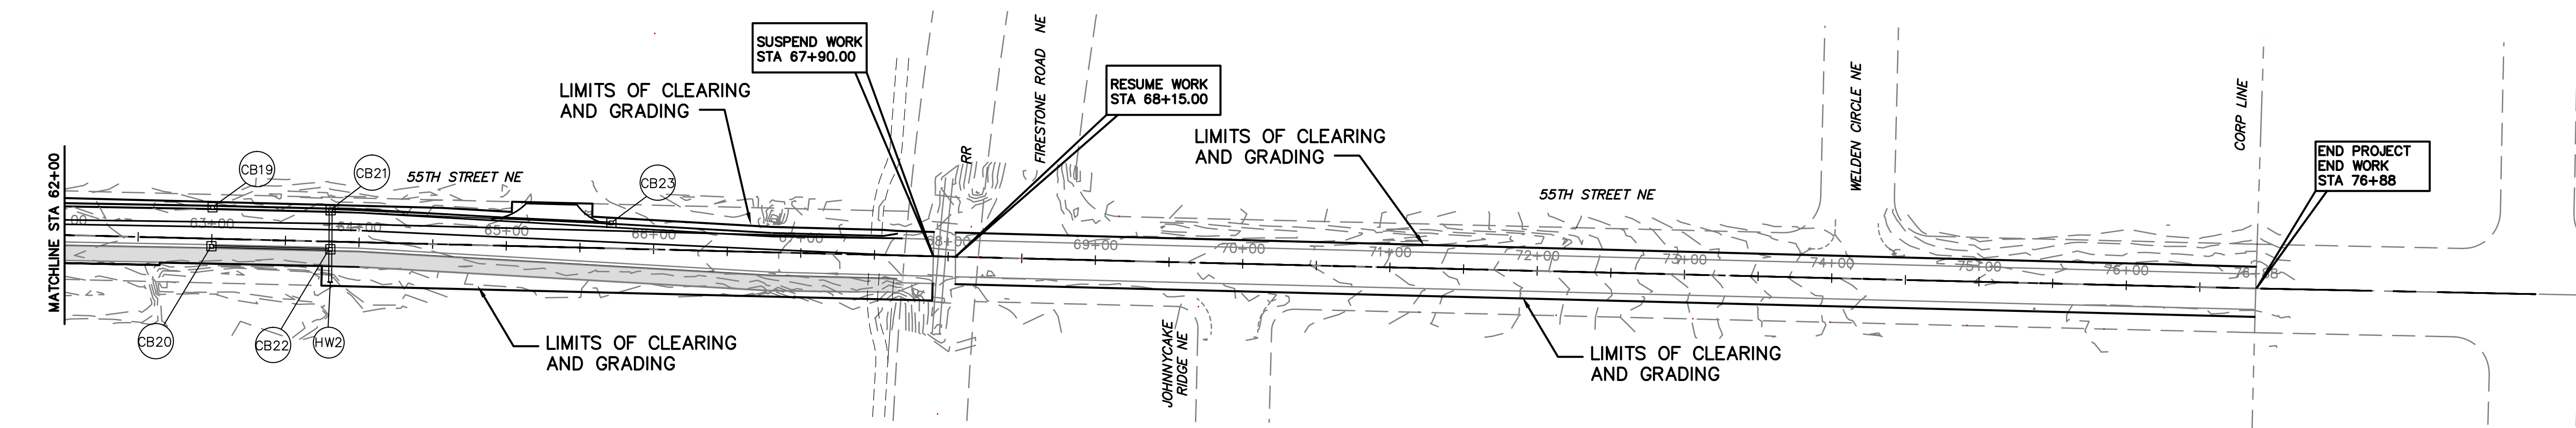 SUSPEND WORK
STA 67+90.00
FIRESTONE ROAD NE
RESUME WORK
STA 68+15.00
LIMITS OF CLEARING
AND GRADING
RR
LIMITS OF CLEARING
AND GRADING
WELDEN CIRCLE NE
CORP LINE
END PROJECT
END WORK
STA 76+88
MATCHLINE STA 62+00
CB19
CB21
55TH STREET NE
CB23
55TH STREET NE
00
63+00
64+00
65+00
66+00
67+00
68+00
69+00
70+00
71+00
72+00
73+00
74+00
75+00
76+00
76+88
CB20
CB22
HW2
LIMITS OF CLEARING
AND GRADING
JOHNNYCAKE
RIDGE NE
LIMITS OF CLEARING
AND GRADING